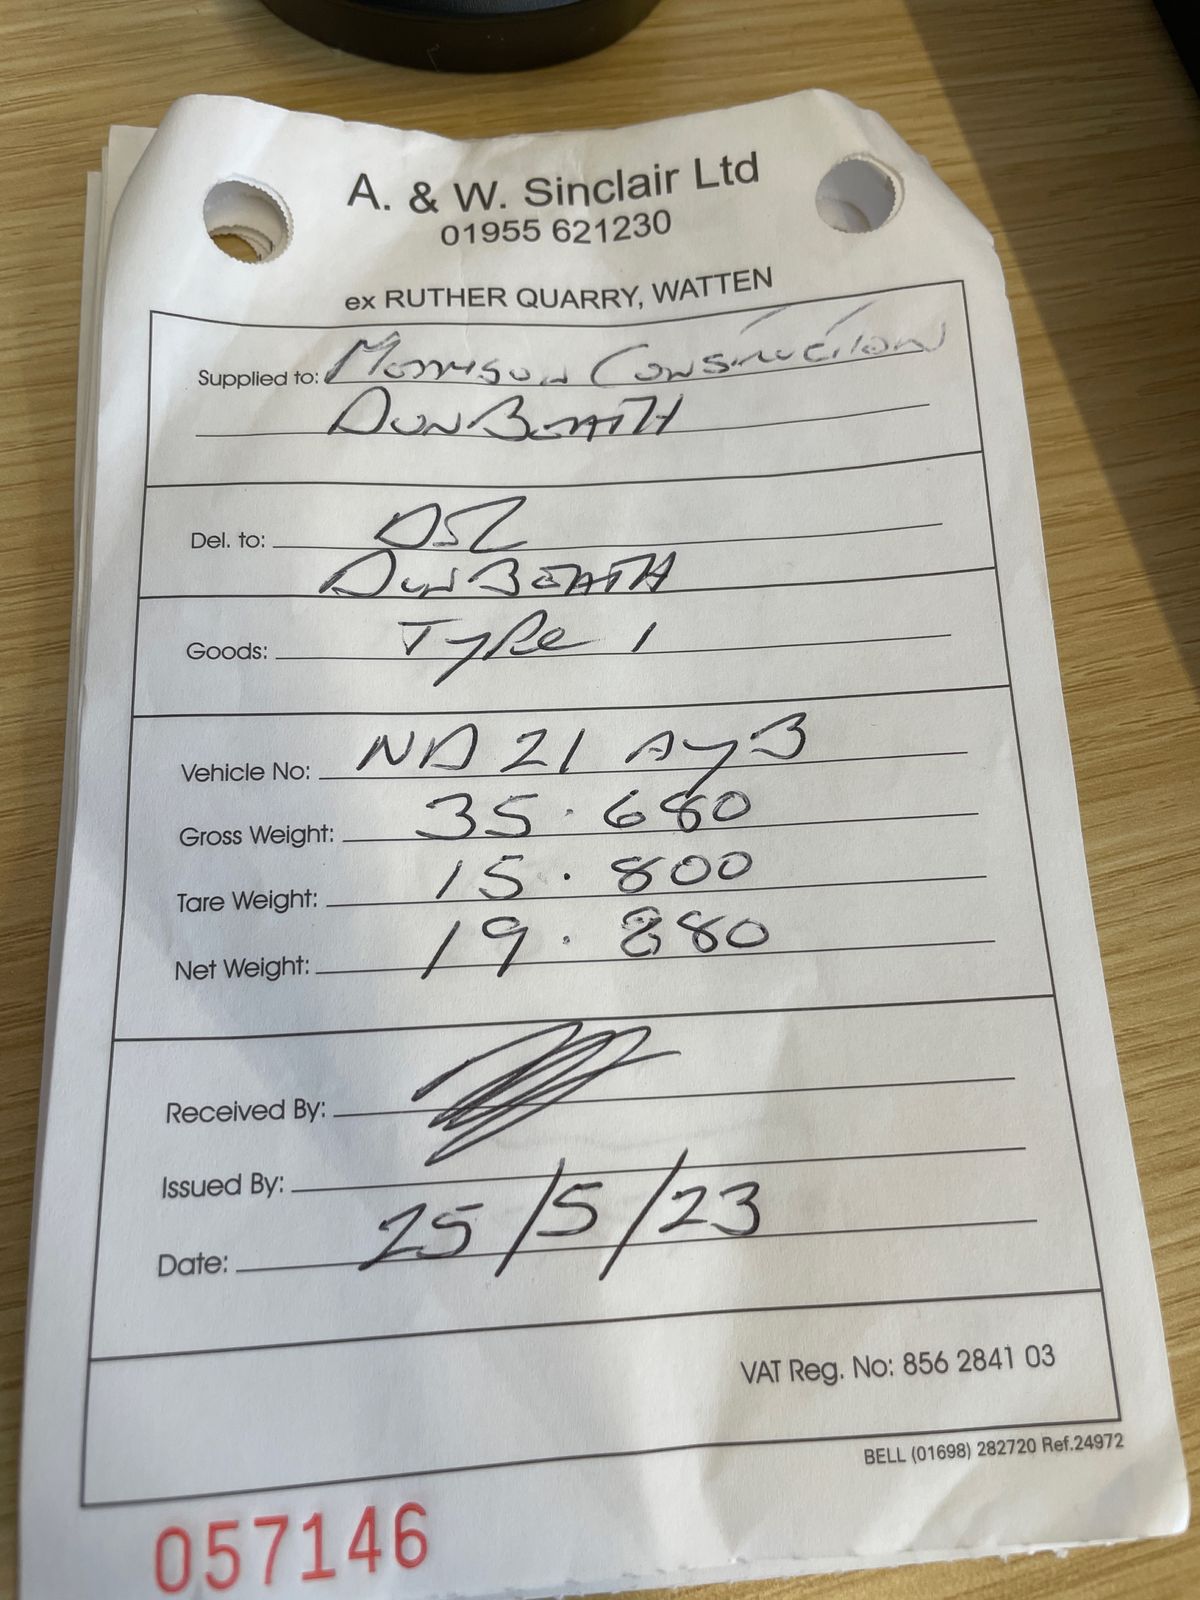 A. & W. Sinclair Ltd
01955 621230
ex RUTHER QUARRY, WATTEN
Supplied to: Morrison Construction
DunBeath
Del. to: DSL
DunBeath
Goods: Type 1
Vehicle No: ND 21 AYB
Gross Weight: 35.680
Tare Weight: 15.800
Net Weight: 19.880
Received By:
Issued By:
Date: 25/5/23
VAT Reg. No: 856 2841 03
BELL (01698) 282720 Ref.24972
057146